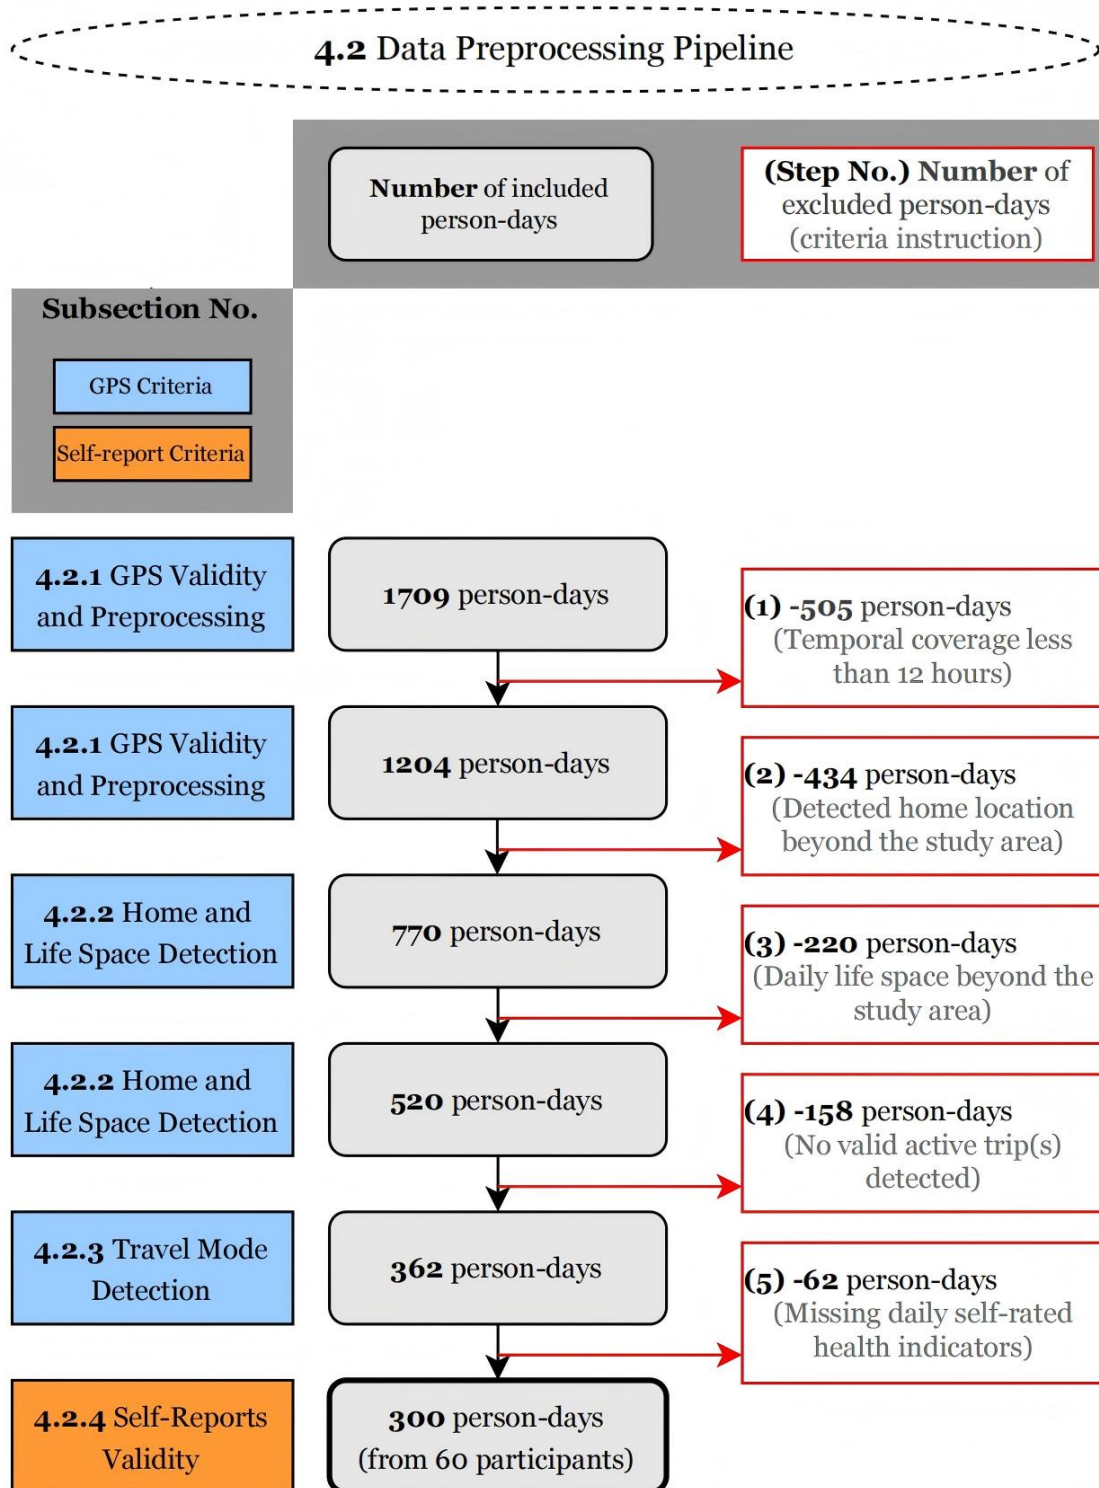 4.2 Data Preprocessing Pipeline
Number of included
person-days
(Step No.) Number of
excluded person-days
(criteria instruction)
Subsection No.
GPS Criteria
Self-report Criteria
4.2.1 GPS Validity
and Preprocessing
1709 person-days
(1) -505 person-days
(Temporal coverage less
than 12 hours)
4.2.1 GPS Validity
and Preprocessing
1204 person-days
(2) -434 person-days
(Detected home location
beyond the study area)
4.2.2 Home and
Life Space Detection
770 person-days
(3) -220 person-days
(Daily life space beyond the
study area)
4.2.2 Home and
Life Space Detection
520 person-days
(4) -158 person-days
(No valid active trip(s)
detected)
4.2.3 Travel Mode
Detection
362 person-days
(5) -62 person-days
(Missing daily self-rated
health indicators)
4.2.4 Self-Reports
Validity
300 person-days
(from 60 participants)